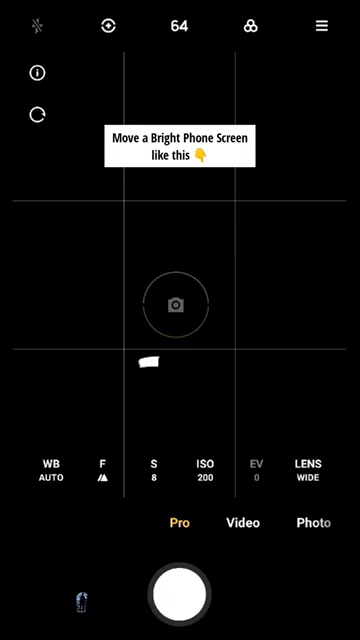 64
Move a Bright Phone Screen
like this 👇
WB F S ISO EV LENS
AUTO 8 200 0 WIDE
Pro Video Photo